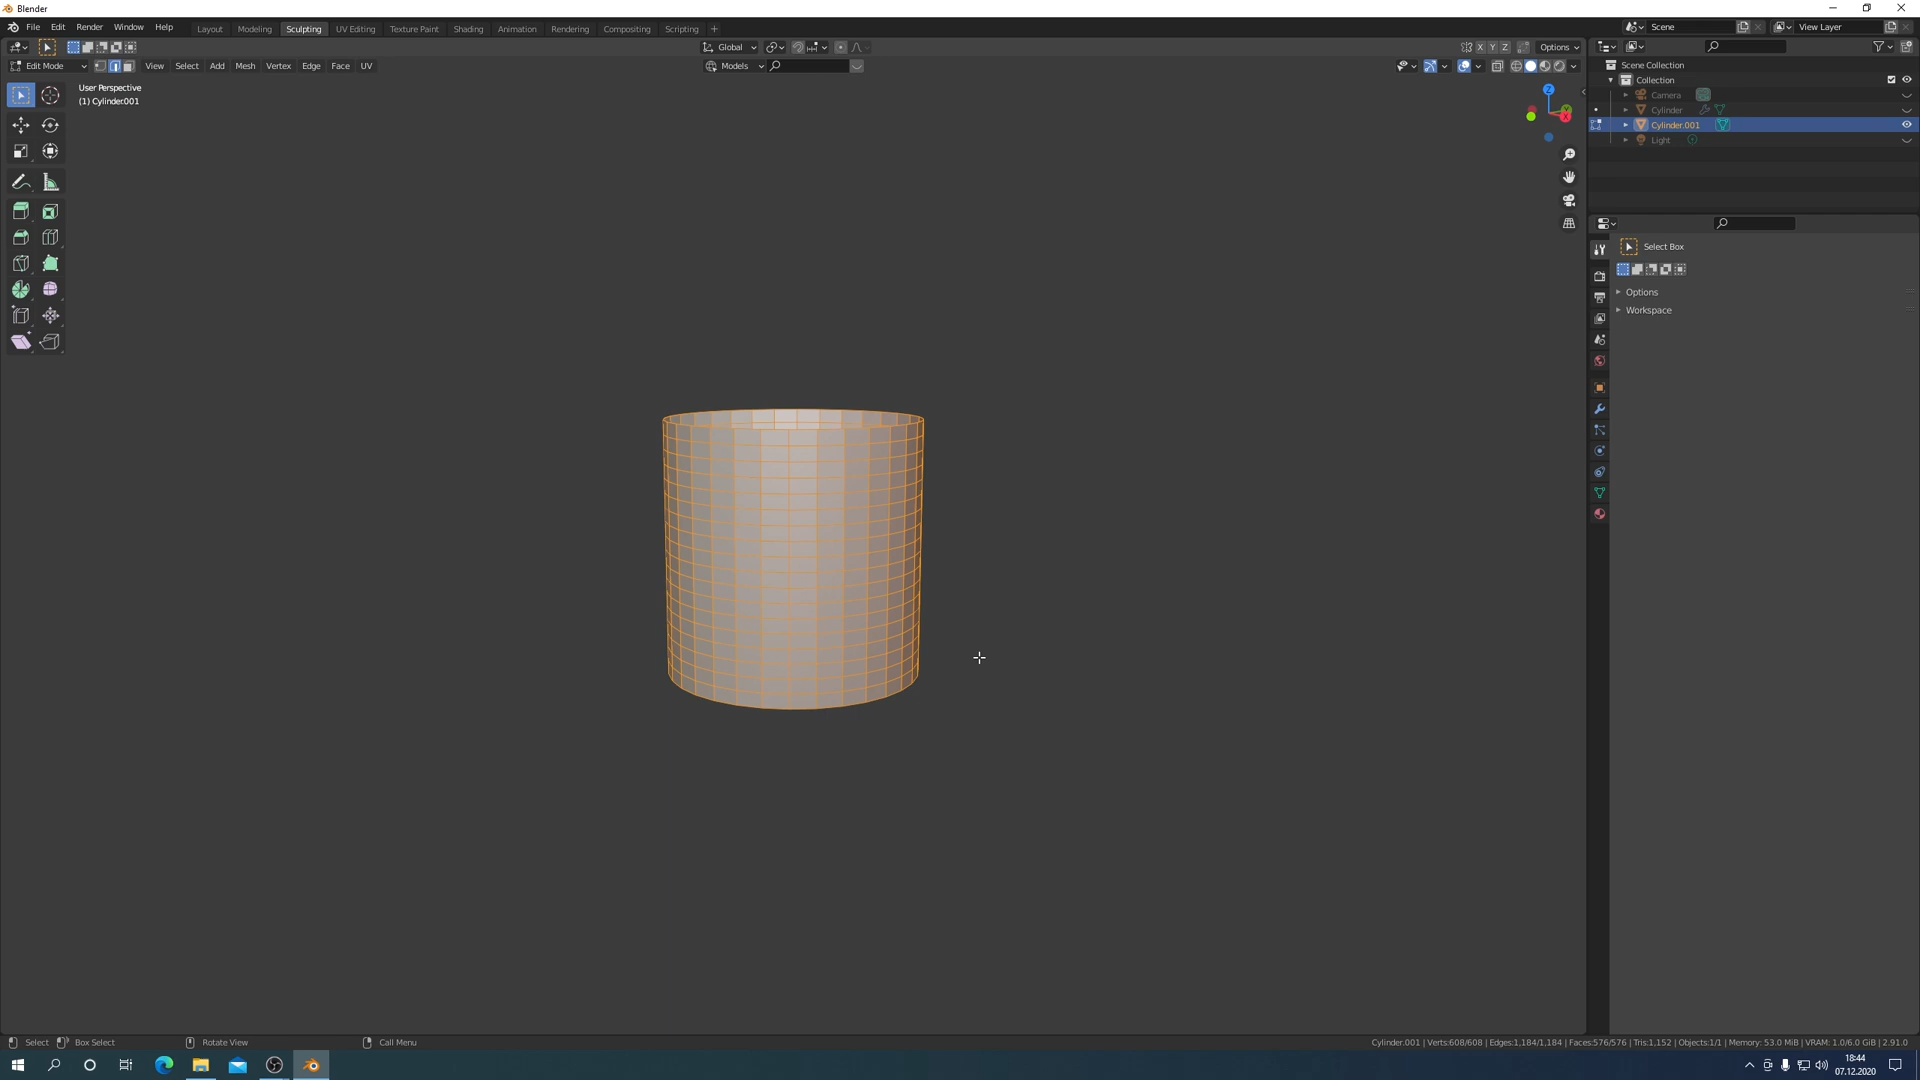 Blender
File Edit Render Window Help Layout Modeling Sculpting UV Editing Texture Paint Shading Animation Rendering Compositing Scripting + Scene View Layer
Global X Y Z Options
Edit Mode View Select Add Mesh Vertex Edge Face UV Models
User Perspective
(1) Cylinder.001
Z
Y
X
Scene Collection
Collection
Camera
Cylinder
Cylinder.001
Light
Select Box
Options
Workspace
Select Box Select Rotate View Call Menu Cylinder.001 | Verts:608/608 | Edges:1,184/1,184 | Faces:576/576 | Tris:1,152 | Objects:1/1 | Memory: 53.0 MiB | VRAM: 1.0/6.0 GiB | 2.91.0
18:44
07.12.2020